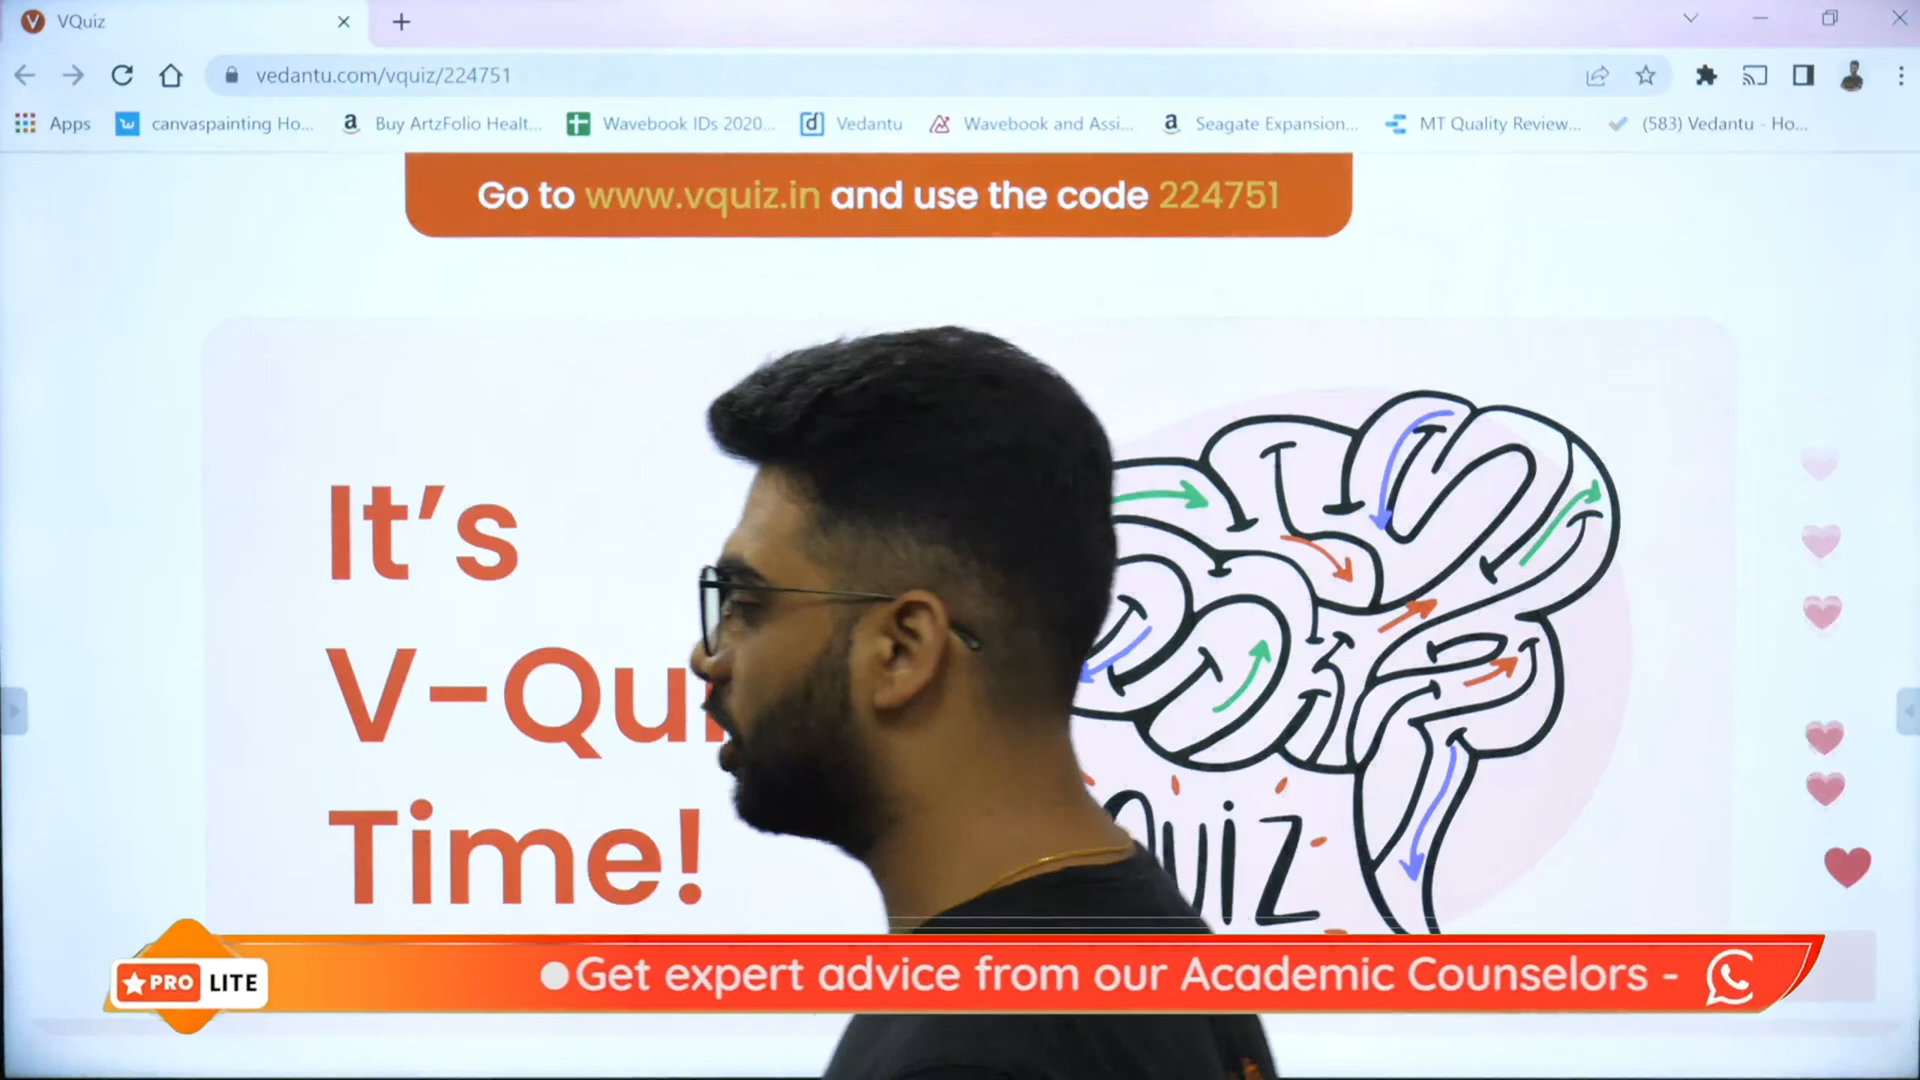 VQuiz
vedantu.com/vquiz/224751
Apps
canvaspainting Ho...
Buy ArtzFolio Healt...
Wavebook IDs 2020...
Vedantu
Wavebook and Assi...
Seagate Expansion...
MT Quality Review...
(583) Vedantu - Ho...
Go to www.vquiz.in and use the code 224751
It's
V-Qui
Time!
Quiz
PRO LITE
Get expert advice from our Academic Counselors -